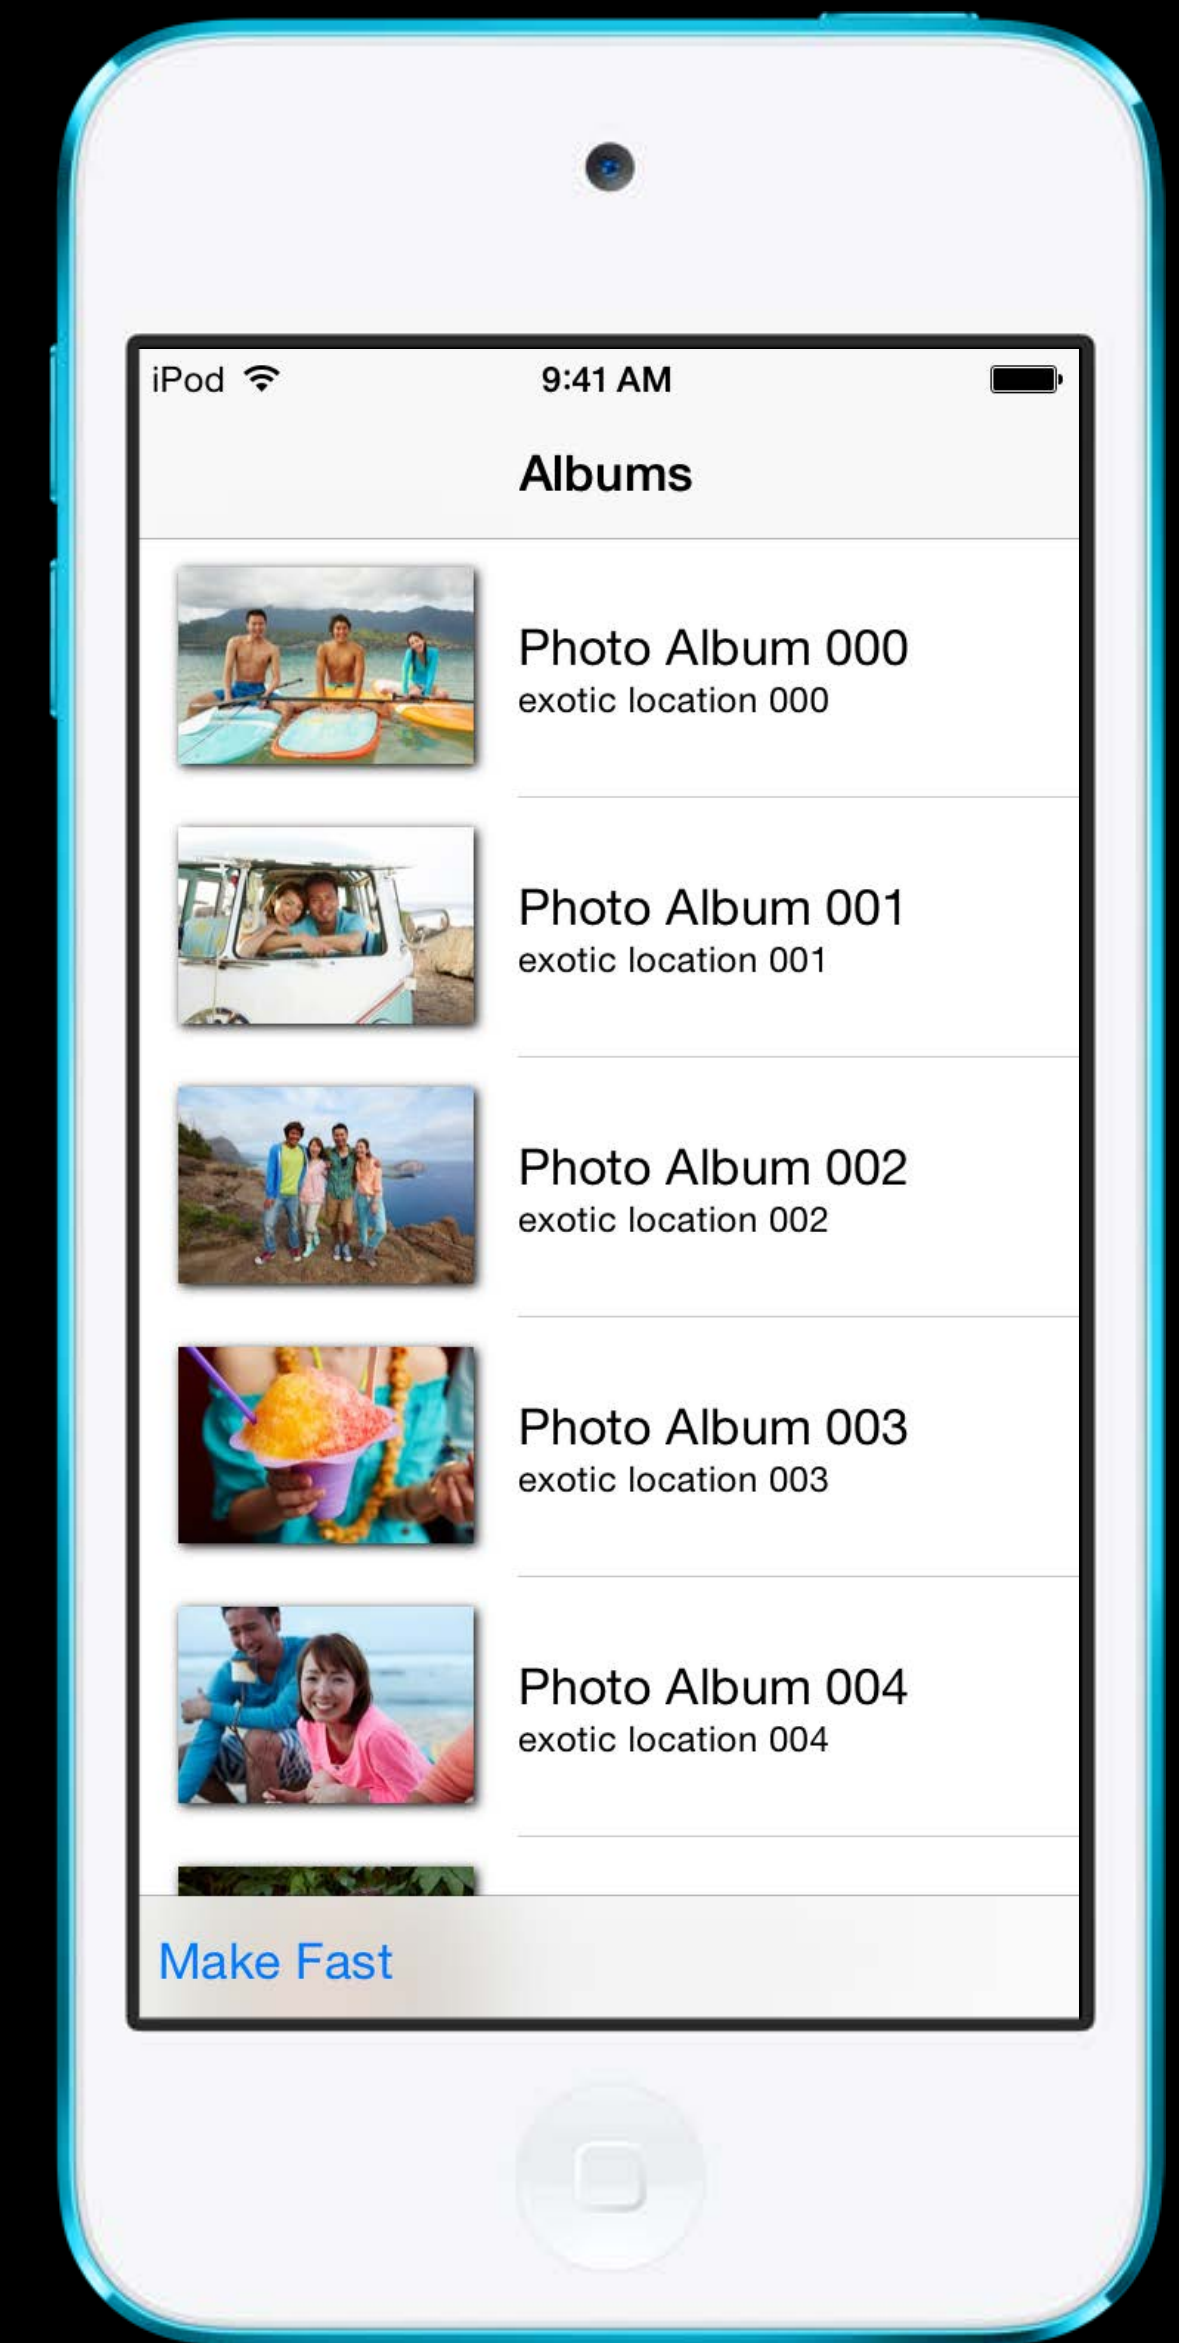 iPod
9:41 AM
Albums
Photo Album 000
exotic location 000
Photo Album 001
exotic location 001
Photo Album 002
exotic location 002
Photo Album 003
exotic location 003
Photo Album 004
exotic location 004
Make Fast